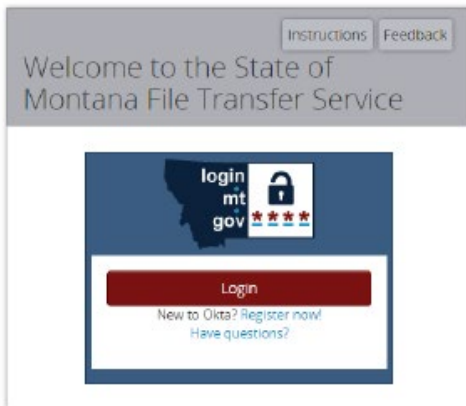 Instructions Feedback
Welcome to the State of
Montana File Transfer Service
login
mt
gov ****
Login
New to Okta? Register now!
Have questions?